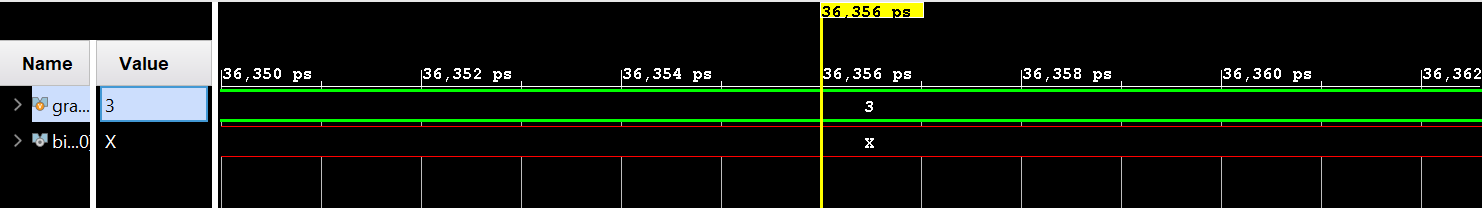 36,356 ps
Name Value
36,350 ps 36,352 ps 36,354 ps 36,356 ps 36,358 ps 36,360 ps 36,362
gra... 3 3
bi...0] X X